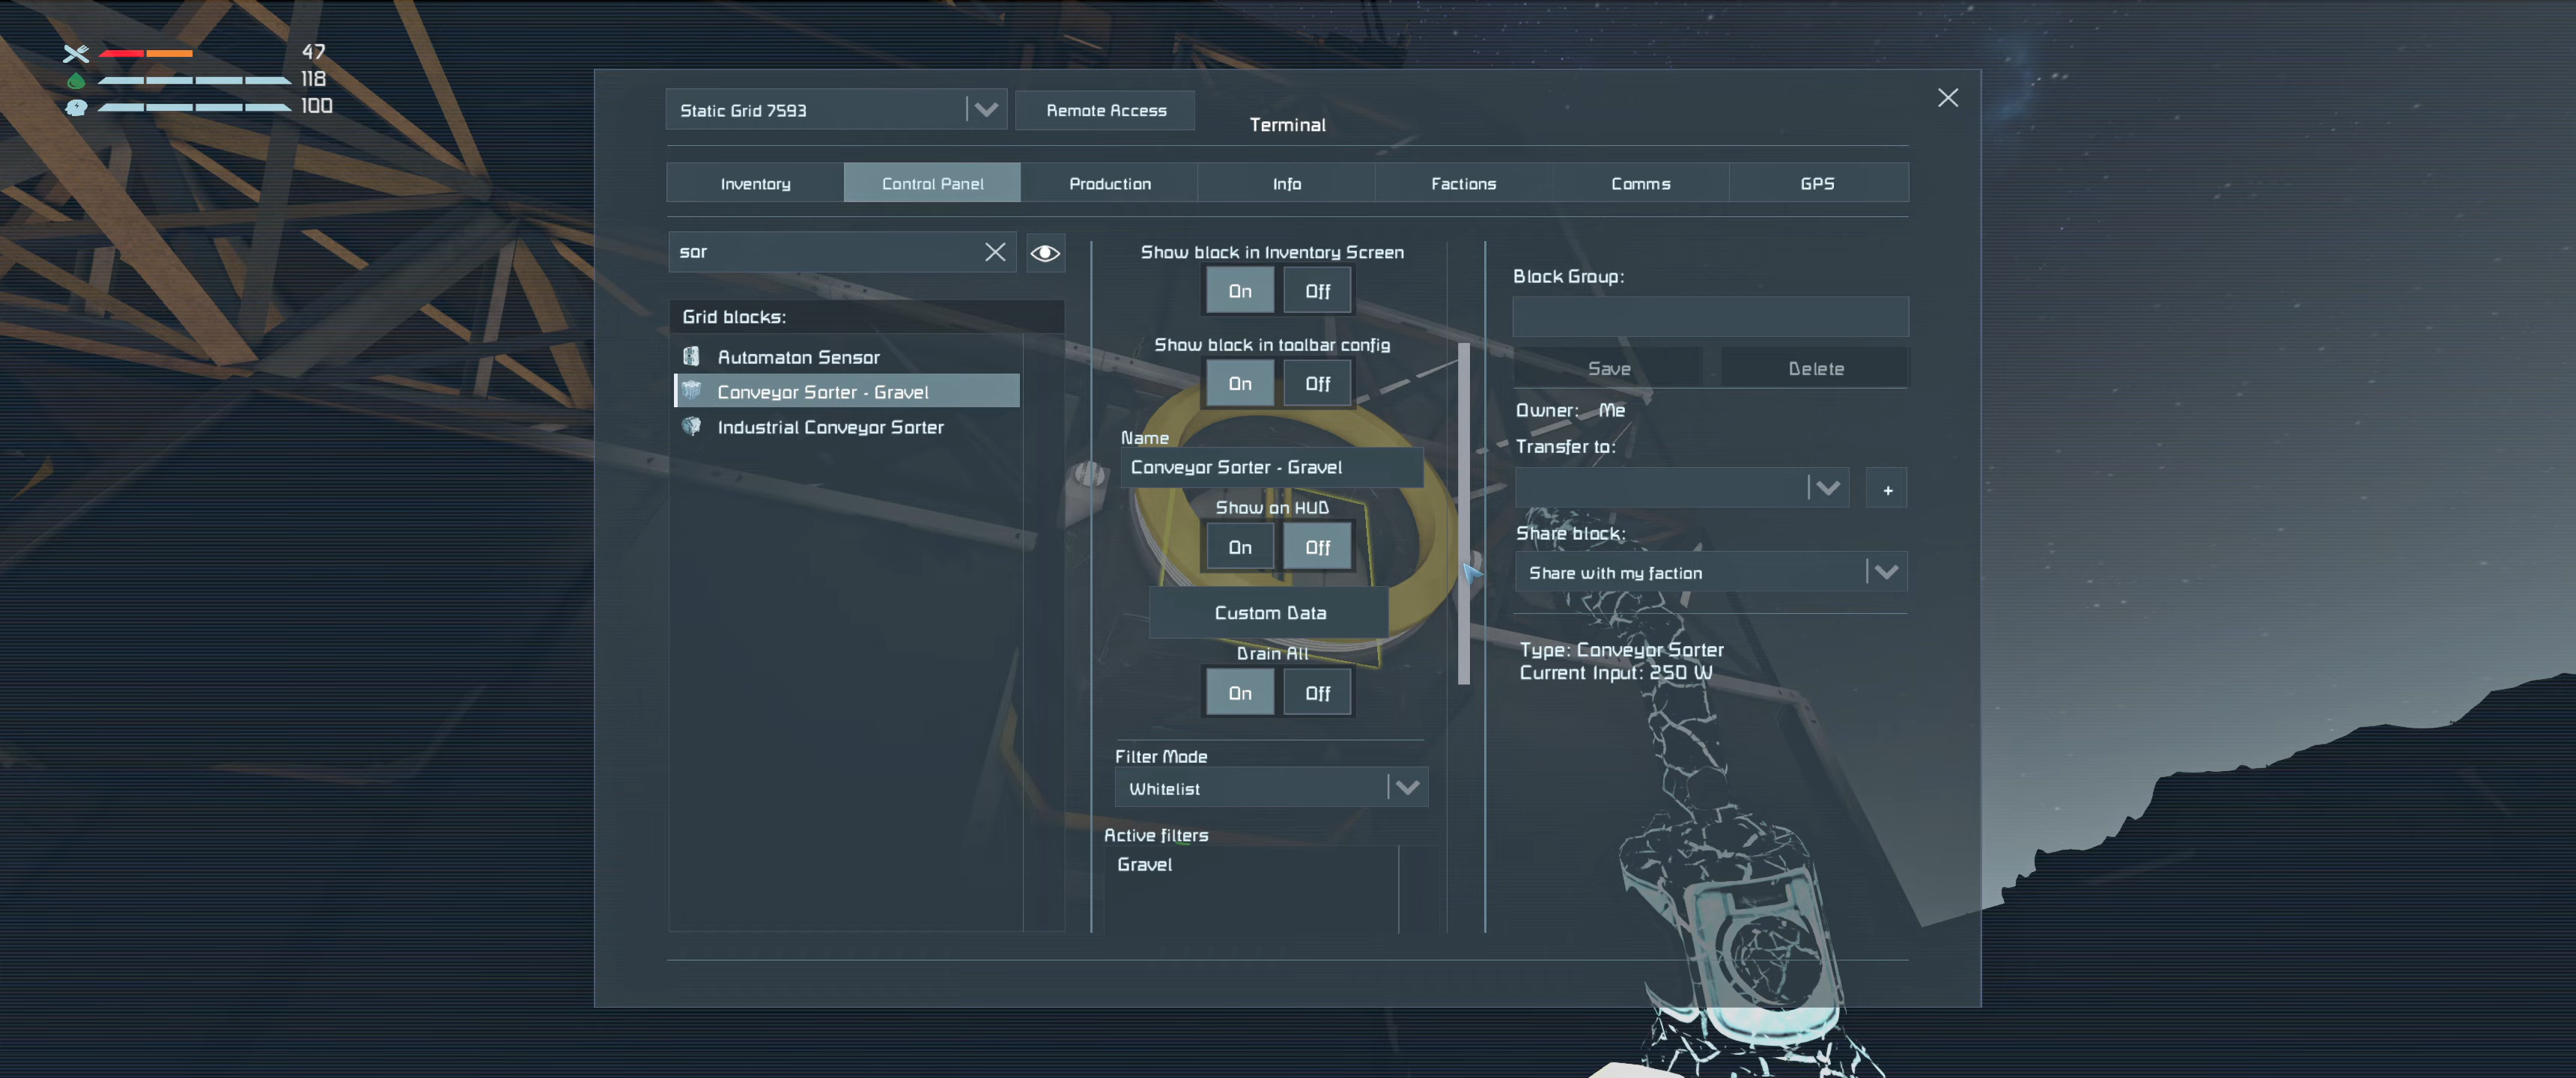 47
118
100
Static Grid 7593
Remote Access
Terminal
Inventory
Control Panel
Production
Info
Factions
Comms
GPS
sor
Grid blocks:
Automaton Sensor
Conveyor Sorter - Gravel
Industrial Conveyor Sorter
Show block in Inventory Screen
On Off
Show block in toolbar config
On Off
Name
Conveyor Sorter - Gravel
Show on HUD
On Off
Custom Data
Drain All
On Off
Filter Mode
Whitelist
Active filters
Gravel
Block Group:
Save Delete
Owner: Me
Transfer to:
+
Share block:
Share with my faction
Type: Conveyor Sorter
Current Input: 250 W